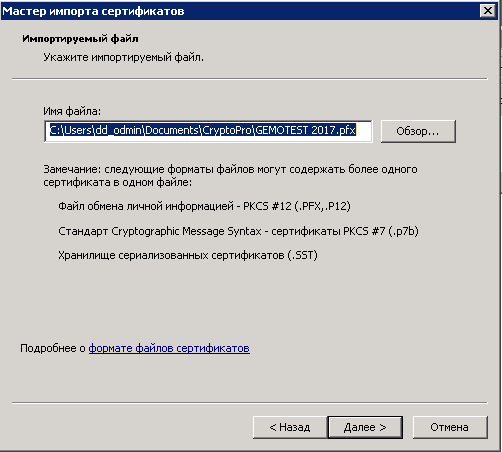 Мастер импорта сертификатов
Импортируемый файл
Укажите импортируемый файл.
Имя файла:
C:\Users\dd_odmin\Documents\CryptoPro\GEMOTEST 2017.pfx
Обзор...
Замечание: следующие форматы файлов могут содержать более одного
сертификата в одном файле:
Файл обмена личной информацией - PKCS #12 (.PFX,.P12)
Стандарт Cryptographic Message Syntax - сертификаты PKCS #7 (.p7b)
Хранилище сериализованных сертификатов (.SST)
Подробнее о формате файлов сертификатов
< Назад
Далее >
Отмена